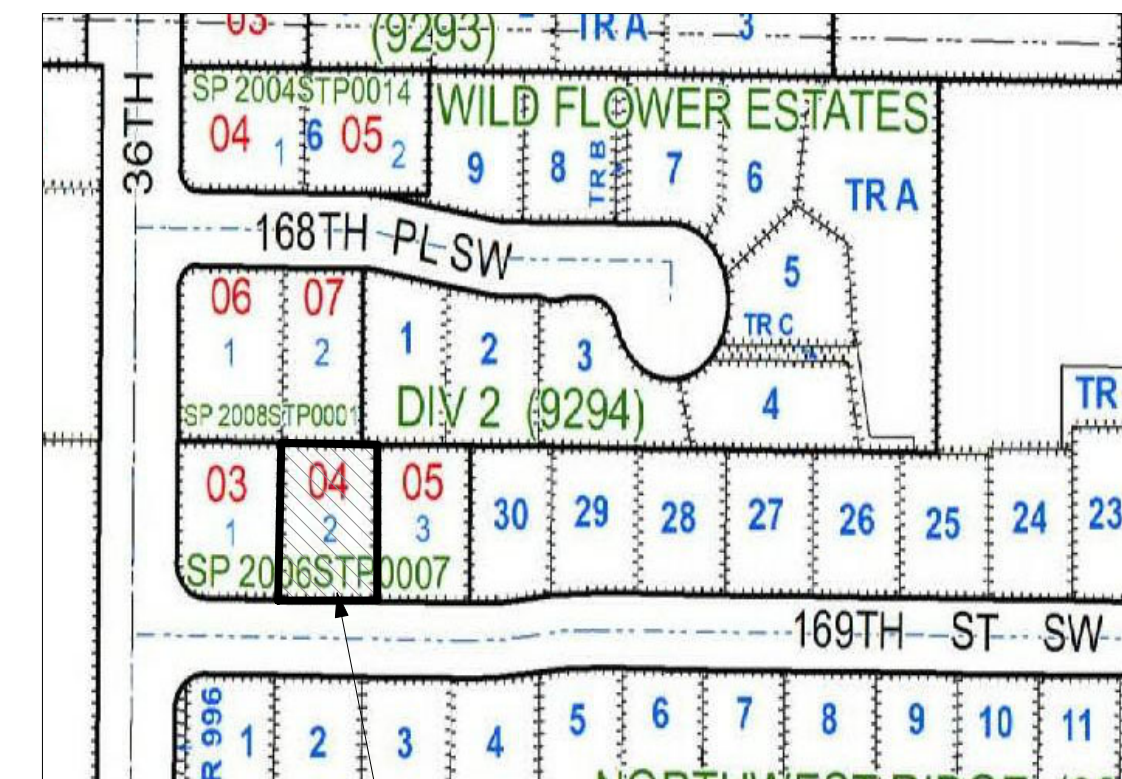 03
(9293)
TR A
3
36TH
SP 2004STP0014
04 1 6 05 2
WILD FLOWER ESTATES
9 8 TR B 7 6 TR A
168TH PL SW
5
TR C
06 07
1 2 1 2 3
SP 2008STP0001
DIV 2 (9294)
4
TR
03 04 05
1 2 3
SP 2006STP0007
30 29 28 27 26 25 24 23
169TH ST SW
R 996 1 2 3 4 5 6 7 8 9 10 11